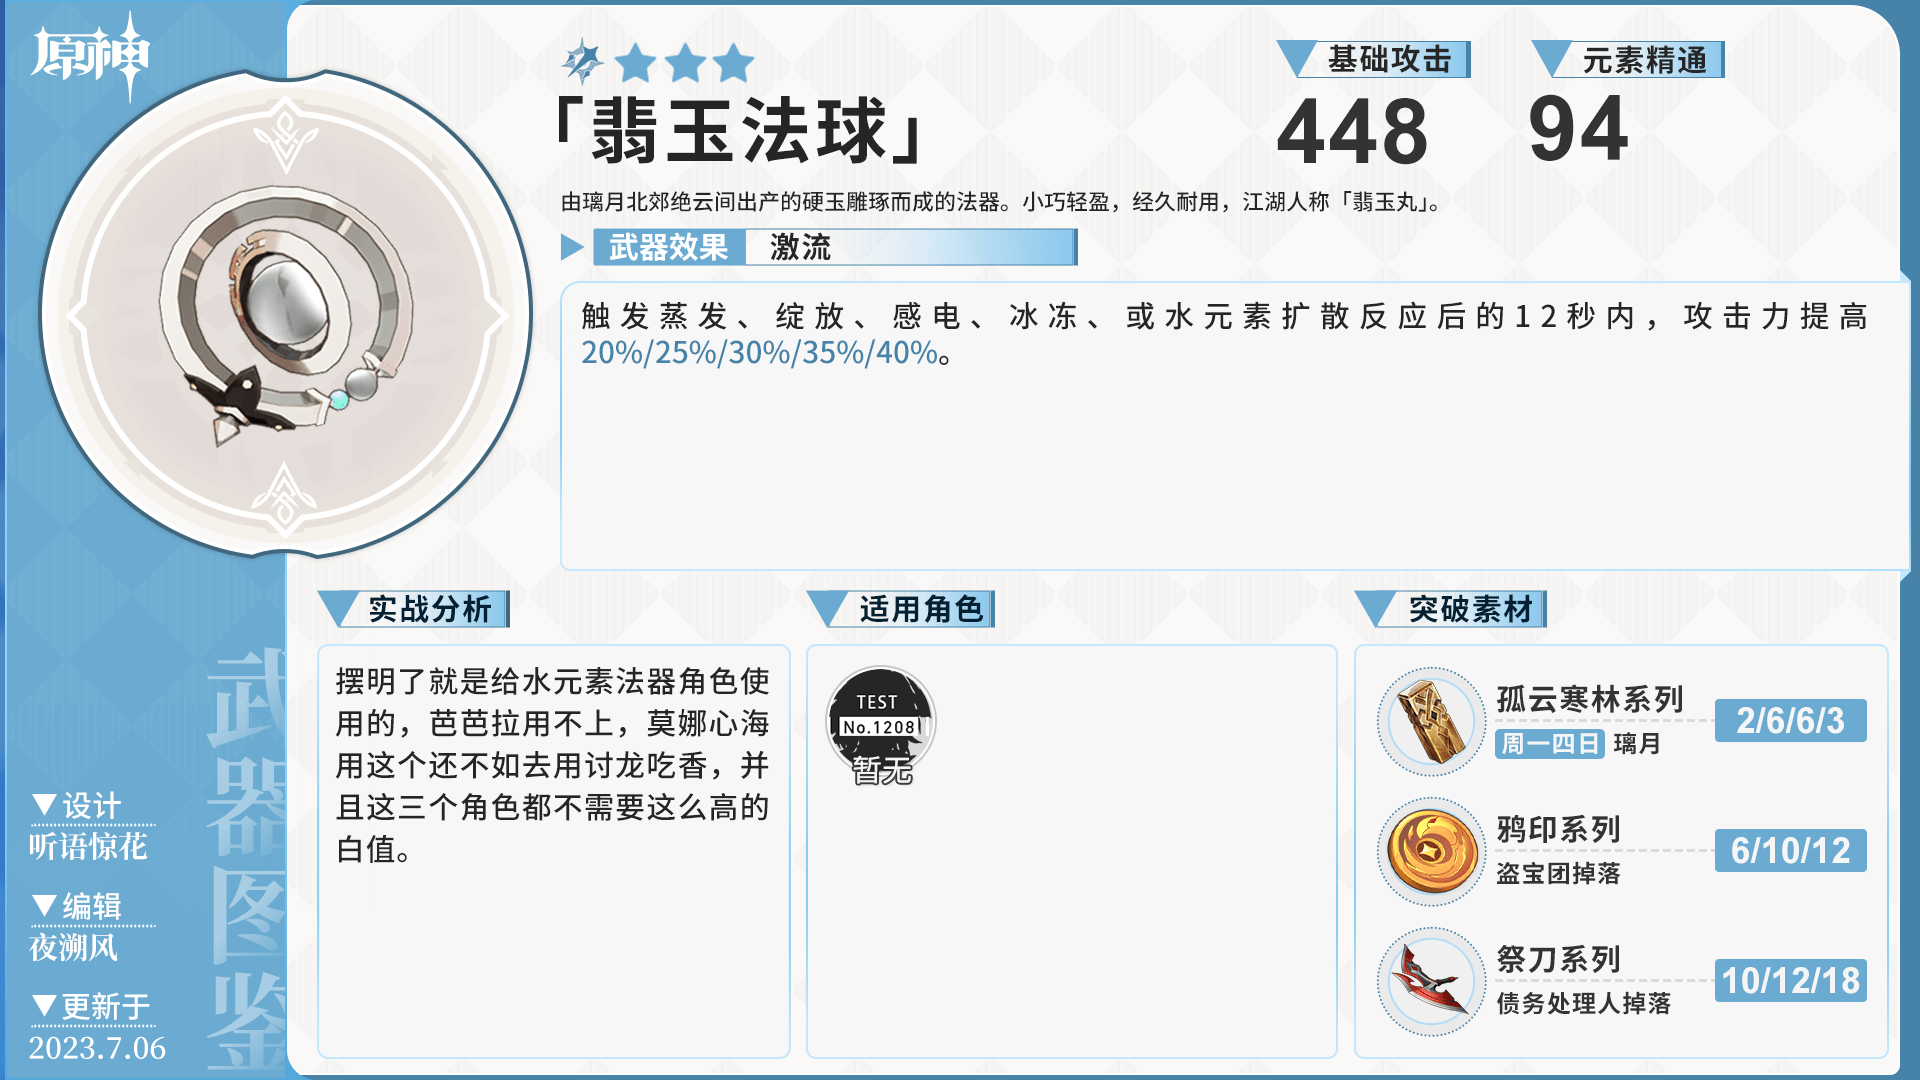 原神
「翡玉法球」
基础攻击
448
元素精通
94
由璃月北郊绝云间出产的硬玉雕琢而成的法器。小巧轻盈，经久耐用，江湖人称「翡玉丸」。
武器效果 激流
触发蒸发、绽放、感电、冰冻、或水元素扩散反应后的12秒内，攻击力提高
20%/25%/30%/35%/40%。
实战分析
摆明了就是给水元素法器角色使
用的，芭芭拉用不上，莫娜心海
用这个还不如去用讨龙吃香，并
且这三个角色都不需要这么高的
白值。
适用角色
TEST
No.1208
暂无
突破素材
孤云寒林系列
周一四日 璃月
2/6/6/3
鸦印系列
盗宝团掉落
6/10/12
祭刀系列
债务处理人掉落
10/12/18
武器图鉴
▼设计
听语惊花
▼编辑
夜溯风
▼更新于
2023.7.06